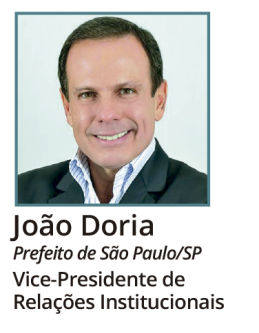 João Doria
Prefeito de São Paulo/SP
Vice-Presidente de
Relações Institucionais